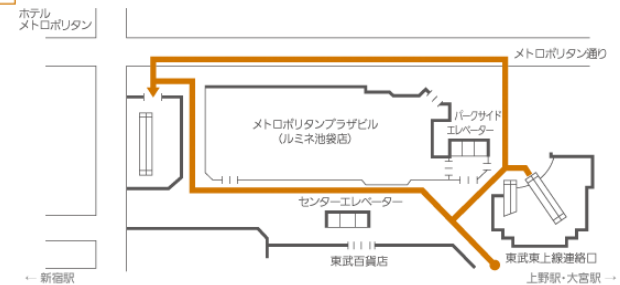 ホテル
メトロポリタン
メトロポリタン通り
メトロポリタンプラザビル
(ルミネ池袋店)
パークサイド
エレベーター
センターエレベーター
東武百貨店
東武東上線連絡口
← 新宿駅
上野駅・大宮駅 →